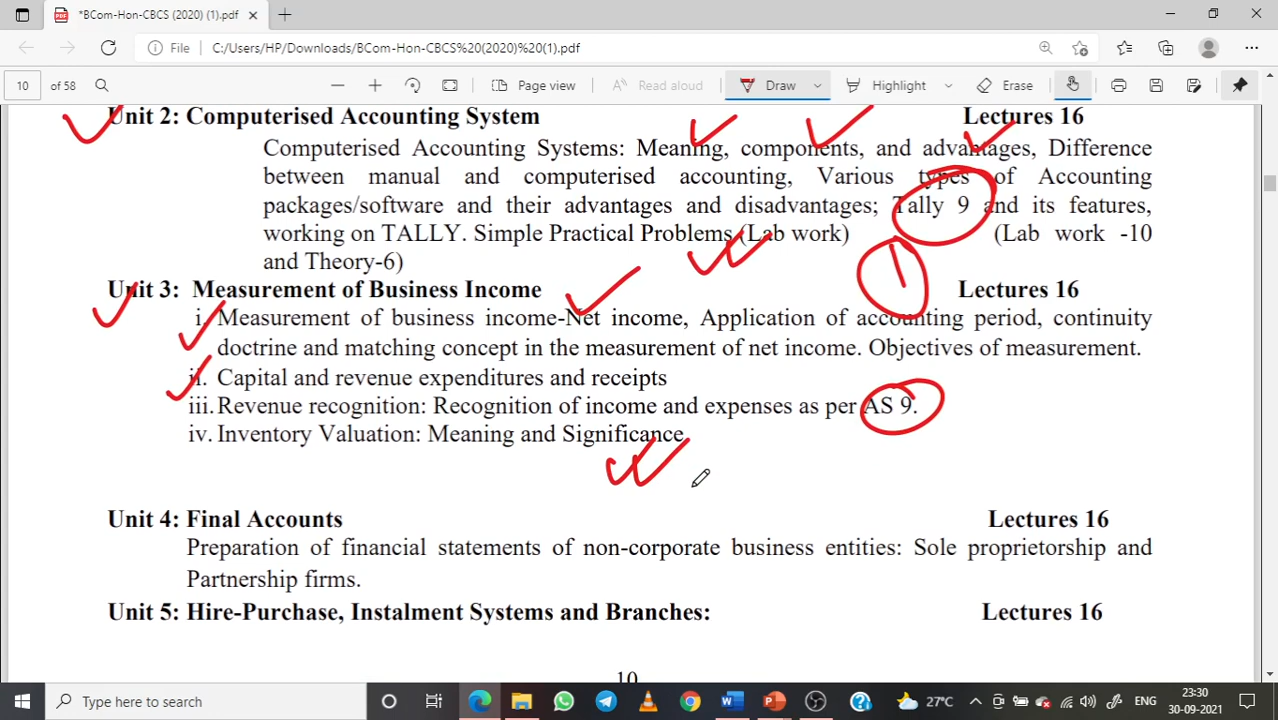 *BCom-Hon-CBCS (2020) (1).pdf
File C:/Users/HP/Downloads/BCom-Hon-CBCS%20(2020)%20(1).pdf
10 of 58 Page view Read aloud Draw Highlight Erase
Unit 2: Computerised Accounting System Lectures 16
Computerised Accounting Systems: Meaning, components, and advantages, Difference
between manual and computerised accounting, Various types of Accounting
packages/software and their advantages and disadvantages; Tally 9 and its features,
working on TALLY. Simple Practical Problems (Lab work) (Lab work -10
and Theory-6)
Unit 3: Measurement of Business Income Lectures 16
i. Measurement of business income-Net income, Application of accounting period, continuity
doctrine and matching concept in the measurement of net income. Objectives of measurement.
ii. Capital and revenue expenditures and receipts
iii. Revenue recognition: Recognition of income and expenses as per AS 9.
iv. Inventory Valuation: Meaning and Significance
Unit 4: Final Accounts Lectures 16
Preparation of financial statements of non-corporate business entities: Sole proprietorship and
Partnership firms.
Unit 5: Hire-Purchase, Instalment Systems and Branches: Lectures 16
10
Type here to search 27°C ENG 23:30
30-09-2021